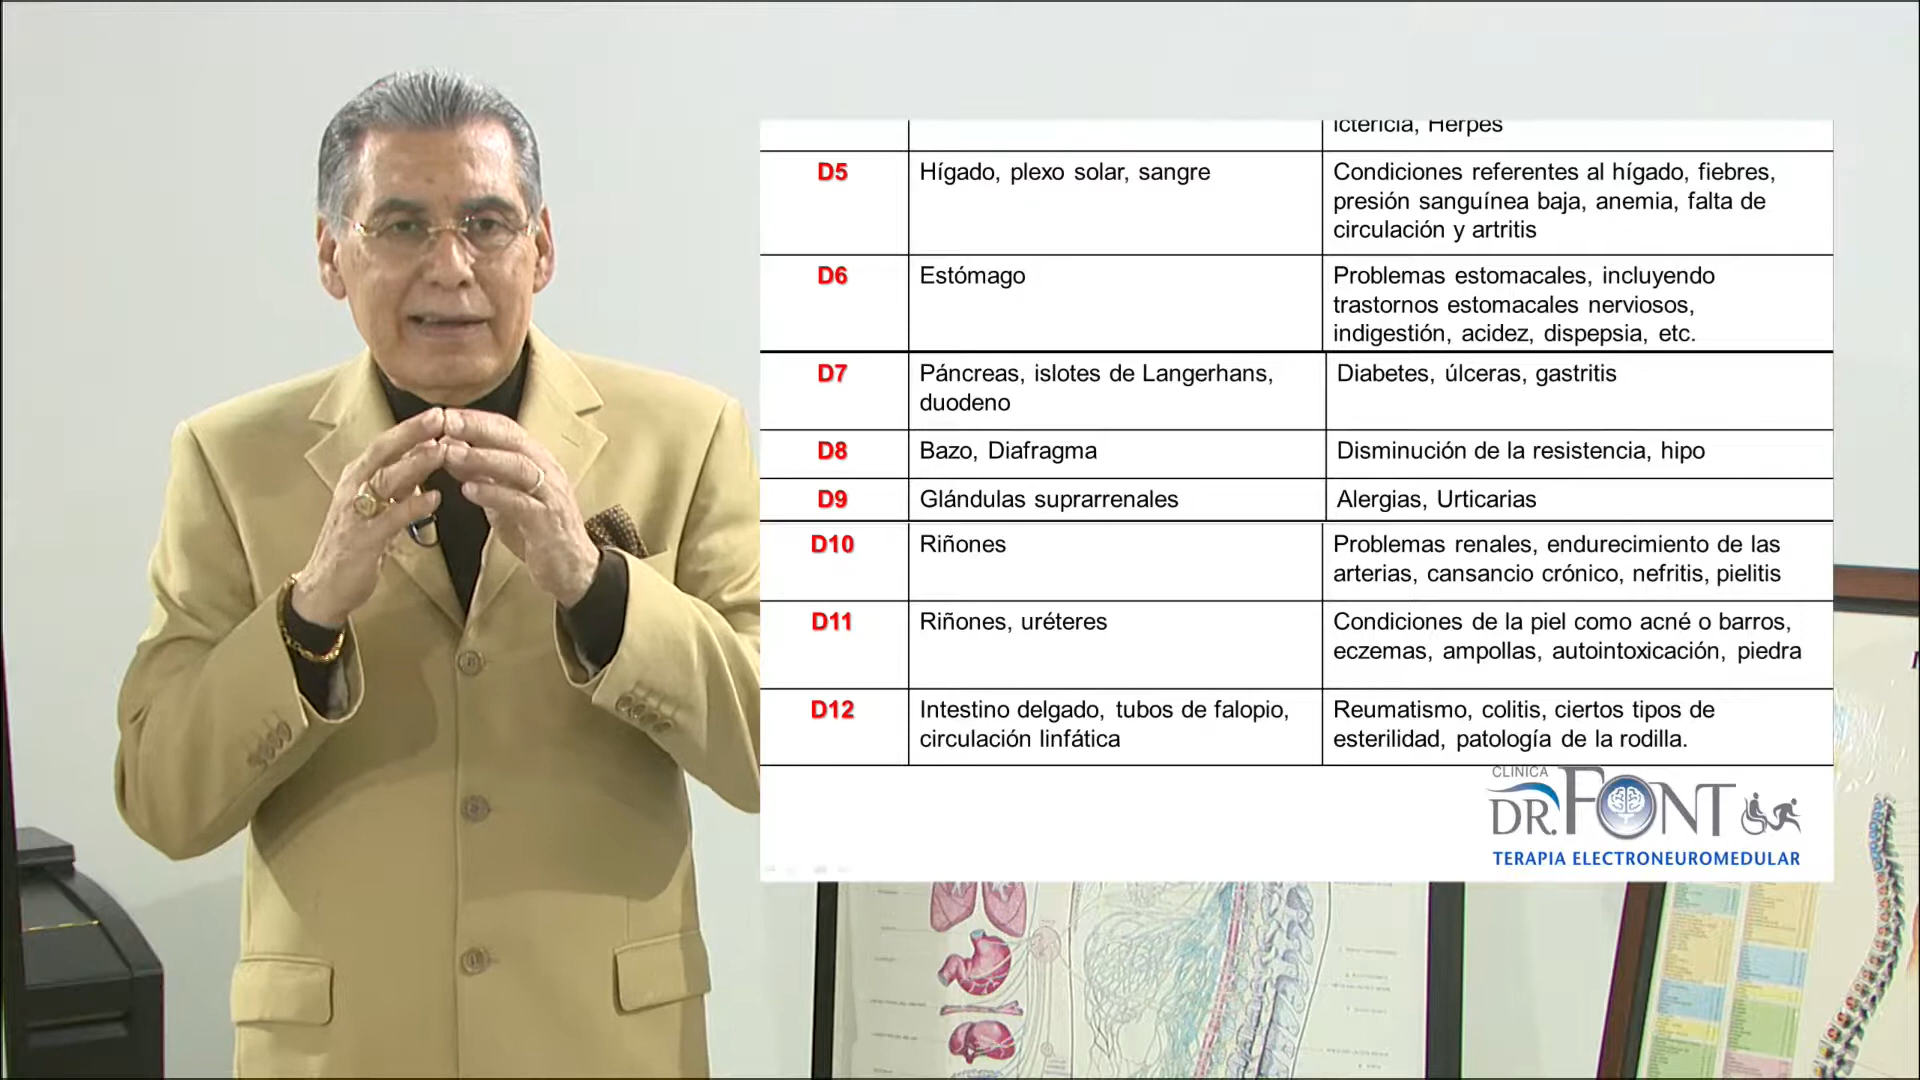 Ictericia, Herpes
D5
Hígado, plexo solar, sangre
Condiciones referentes al hígado, fiebres,
presión sanguínea baja, anemia, falta de
circulación y artritis
D6
Estómago
Problemas estomacales, incluyendo
trastornos estomacales nerviosos,
indigestión, acidez, dispepsia, etc.
D7
Páncreas, islotes de Langerhans,
duodeno
Diabetes, úlceras, gastritis
D8
Bazo, Diafragma
Disminución de la resistencia, hipo
D9
Glándulas suprarrenales
Alergias, Urticarias
D10
Riñones
Problemas renales, endurecimiento de las
arterias, cansancio crónico, nefritis, pielitis
D11
Riñones, uréteres
Condiciones de la piel como acné o barros,
eczemas, ampollas, autointoxicación, piedra
D12
Intestino delgado, tubos de falopio,
circulación linfática
Reumatismo, colitis, ciertos tipos de
esterilidad, patología de la rodilla.
CLINICA
DR. FONT
TERAPIA ELECTRONEUROMEDULAR